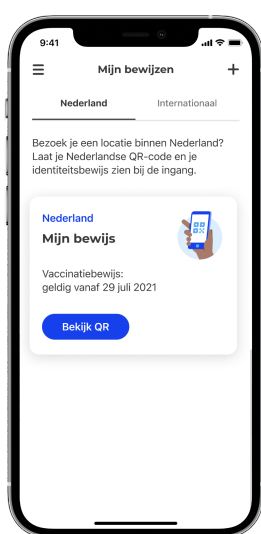 9:41
Mijn bewijzen
Nederland Internationaal
Bezoek je een locatie binnen Nederland?
Laat je Nederlandse QR-code en je
identiteitsbewijs zien bij de ingang.
Nederland
Mijn bewijs
Vaccinatiebewijs:
geldig vanaf 29 juli 2021
Bekijk QR